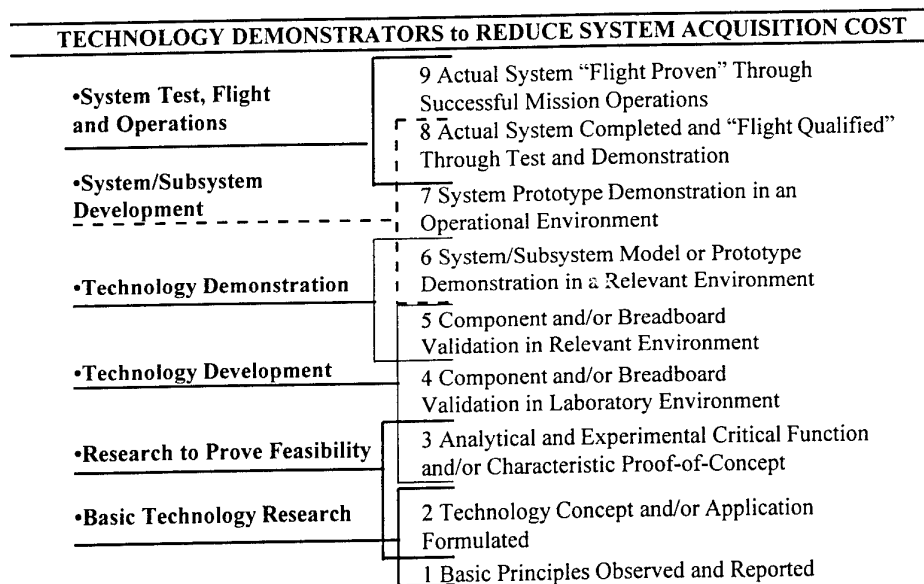 TECHNOLOGY DEMONSTRATORS to REDUCE SYSTEM ACQUISITION COST
•System Test, Flight
and Operations
•System/Subsystem
Development
•Technology Demonstration
•Technology Development
•Research to Prove Feasibility
•Basic Technology Research
9 Actual System “Flight Proven” Through
Successful Mission Operations
8 Actual System Completed and “Flight Qualified”
Through Test and Demonstration
7 System Prototype Demonstration in an
Operational Environment
6 System/Subsystem Model or Prototype
Demonstration in a Relevant Environment
5 Component and/or Breadboard
Validation in Relevant Environment
4 Component and/or Breadboard
Validation in Laboratory Environment
3 Analytical and Experimental Critical Function
and/or Characteristic Proof-of-Concept
2 Technology Concept and/or Application
Formulated
1 Basic Principles Observed and Reported